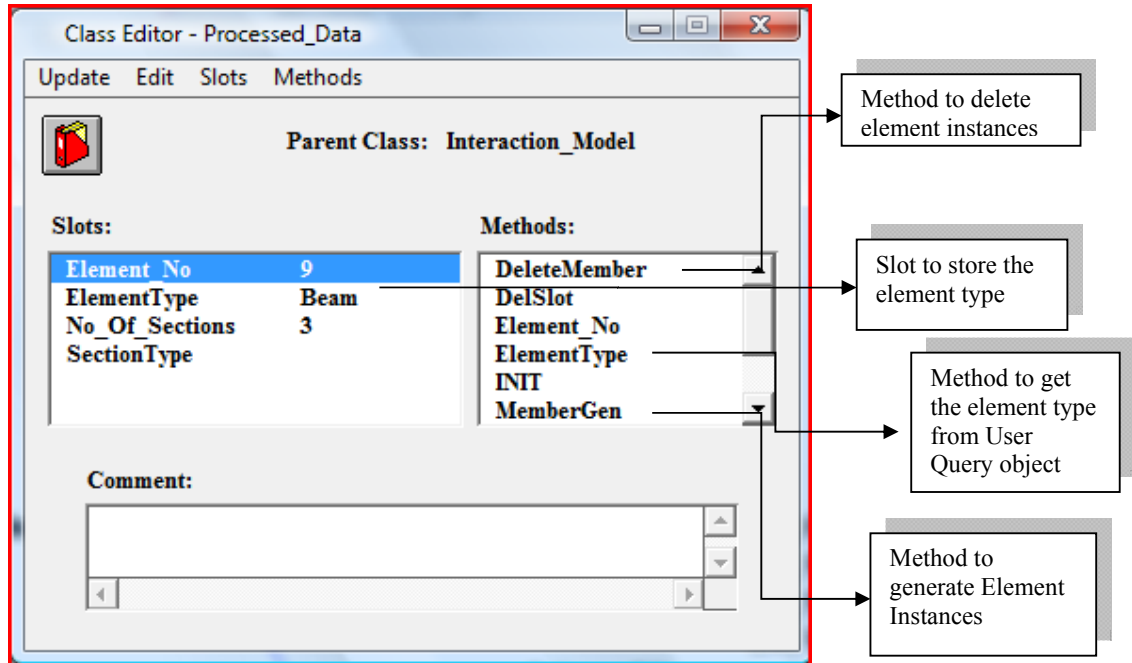 Class Editor - Processed_Data
Update Edit Slots Methods
Parent Class: Interaction_Model
Slots:
Element_No 9
ElementType Beam
No_Of_Sections 3
SectionType
Methods:
DeleteMember
DelSlot
Element_No
ElementType
INIT
MemberGen
Comment:
Method to delete
element instances
Slot to store the
element type
Method to get
the element type
from User
Query object
Method to
generate Element
Instances